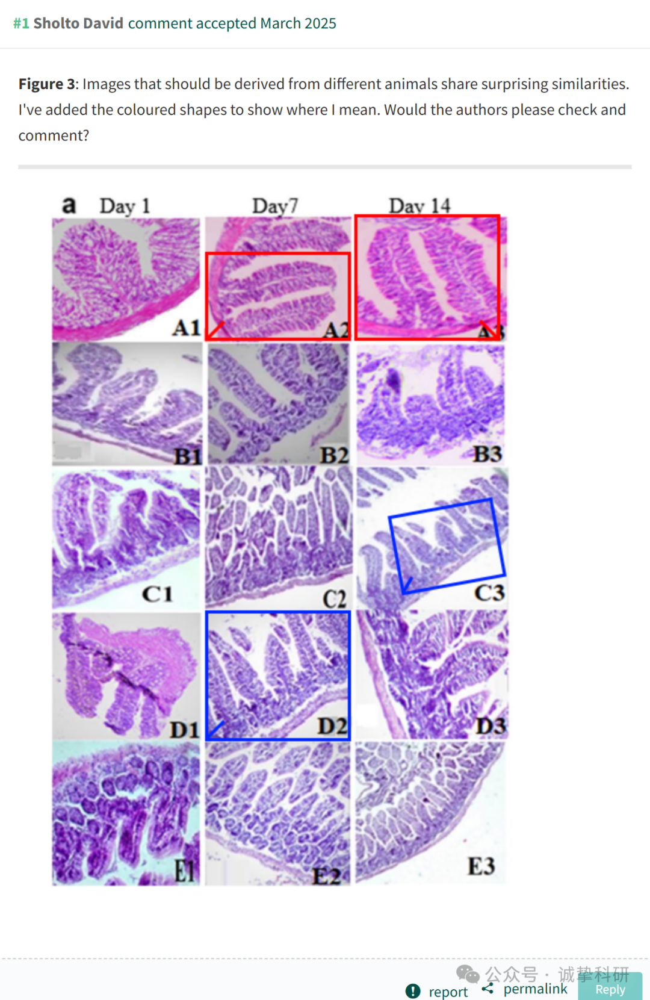 #1 Sholto David comment accepted March 2025
Figure 3: Images that should be derived from different animals share surprising similarities.
I've added the coloured shapes to show where I mean. Would the authors please check and
comment?
a Day 1 Day7 Day 14
A1 A2 A3
B1 B2 B3
C1 C2 C3
D1 D2 D3
E1 E2 E3
公众号 · 诚挚科研
! report permalink Reply